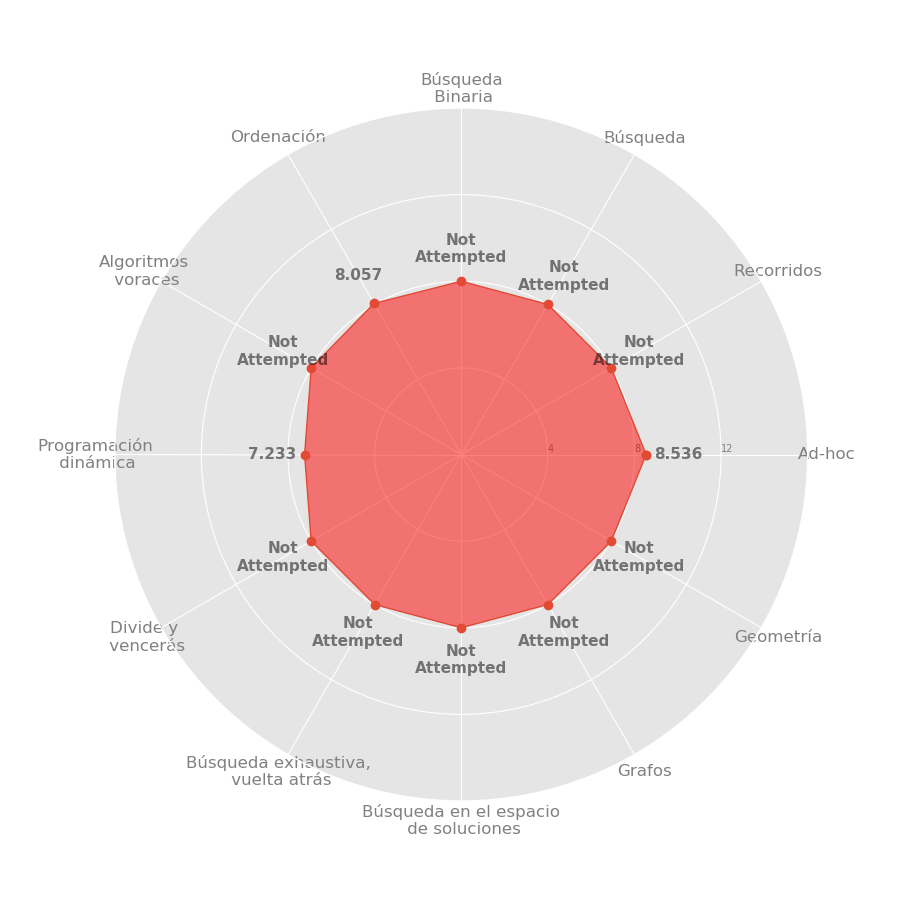 Búsqueda
Binaria
Ordenación
Búsqueda
Not
Attempted
Algoritmos
voraces
8.057
Not
Attempted
Recorridos
Not
Attempted
Not
Attempted
Programación
dinámica
7.233
4
8
12
8.536
Ad-hoc
Not
Attempted
Not
Attempted
Divide y
vencerás
Not
Attempted
Not
Attempted
Not
Attempted
Geometría
Búsqueda exhaustiva,
vuelta atrás
Grafos
Búsqueda en el espacio
de soluciones